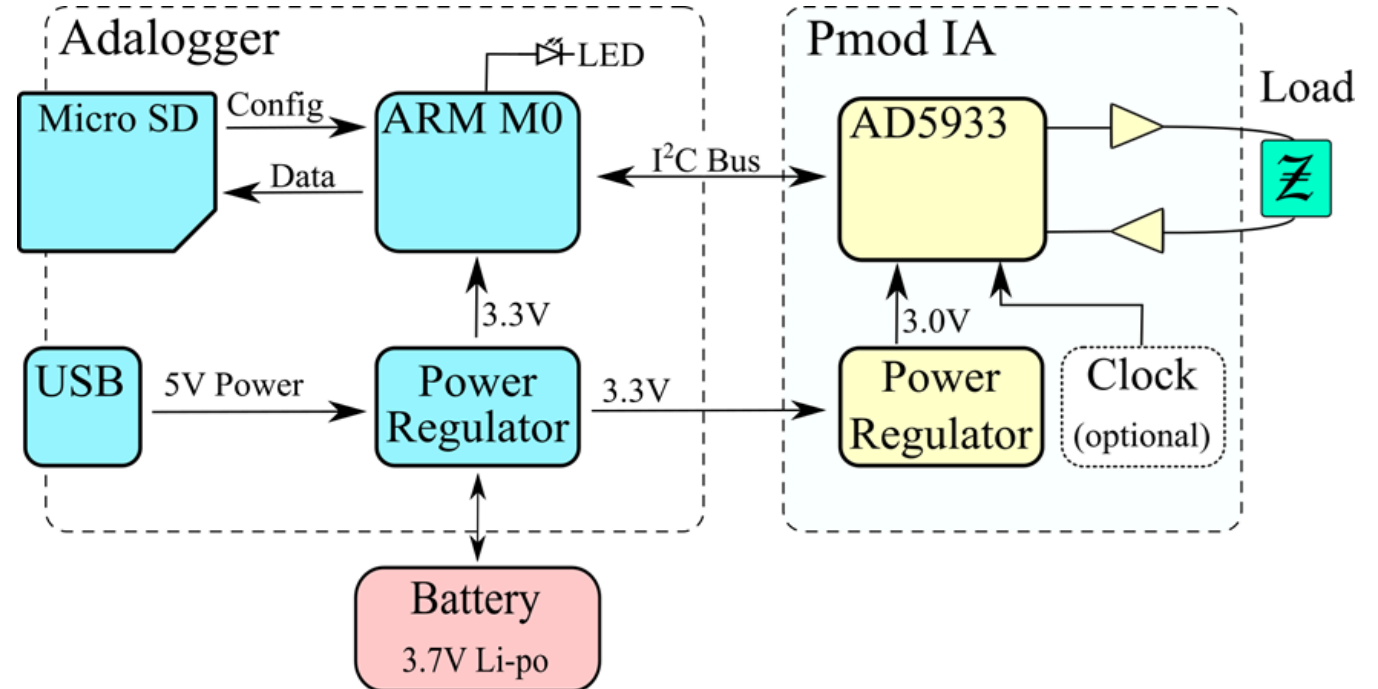 Adalogger
LED
Micro SD
Config
Data
ARM M0
I²C Bus
3.3V
USB
5V Power
Power
Regulator
3.3V
Battery
3.7V Li-po
Pmod IA
AD5933
Load
Z
3.0V
Power
Regulator
Clock
(optional)